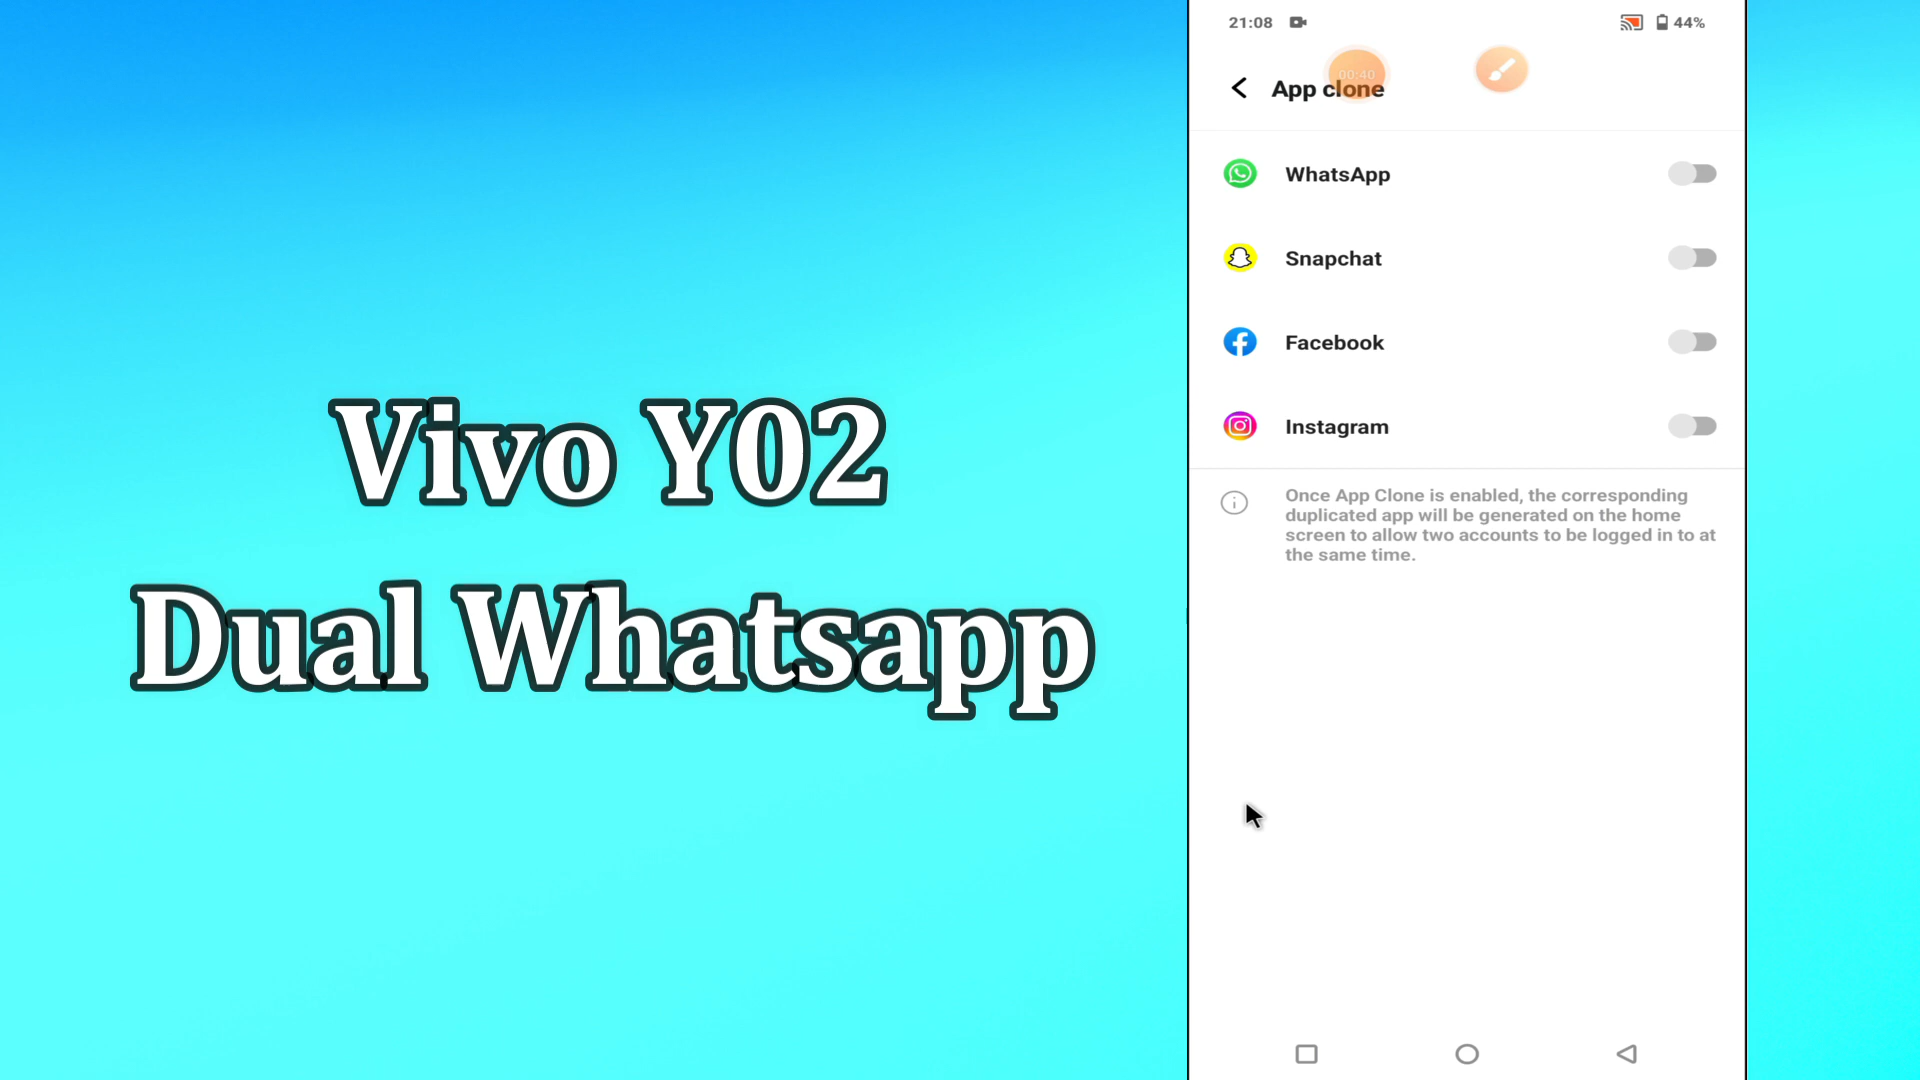 Vivo Y02
Dual Whatsapp
21:08
44%
00:40
App clone
WhatsApp
Snapchat
Facebook
Instagram
Once App Clone is enabled, the corresponding
duplicated app will be generated on the home
screen to allow two accounts to be logged in to at
the same time.